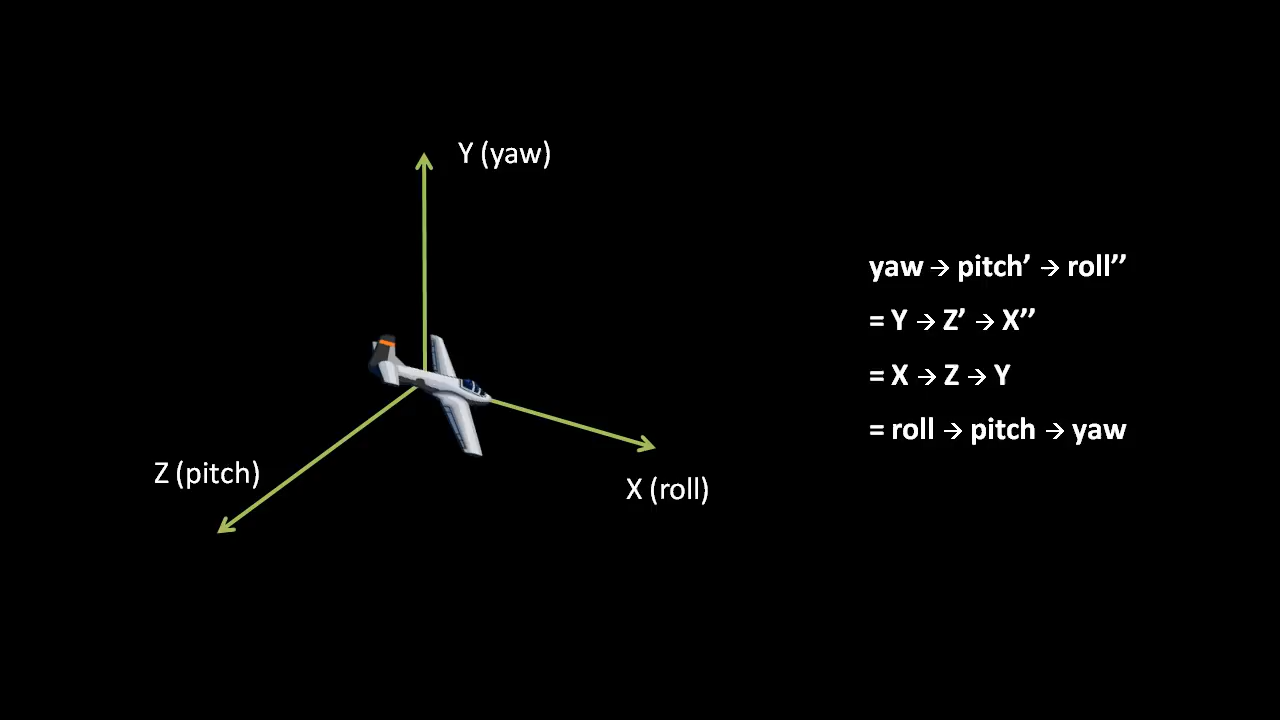 Y (yaw)
yaw → pitch’ → roll’’
= Y → Z’ → X’’
= X → Z → Y
= roll → pitch → yaw
Z (pitch)
X (roll)